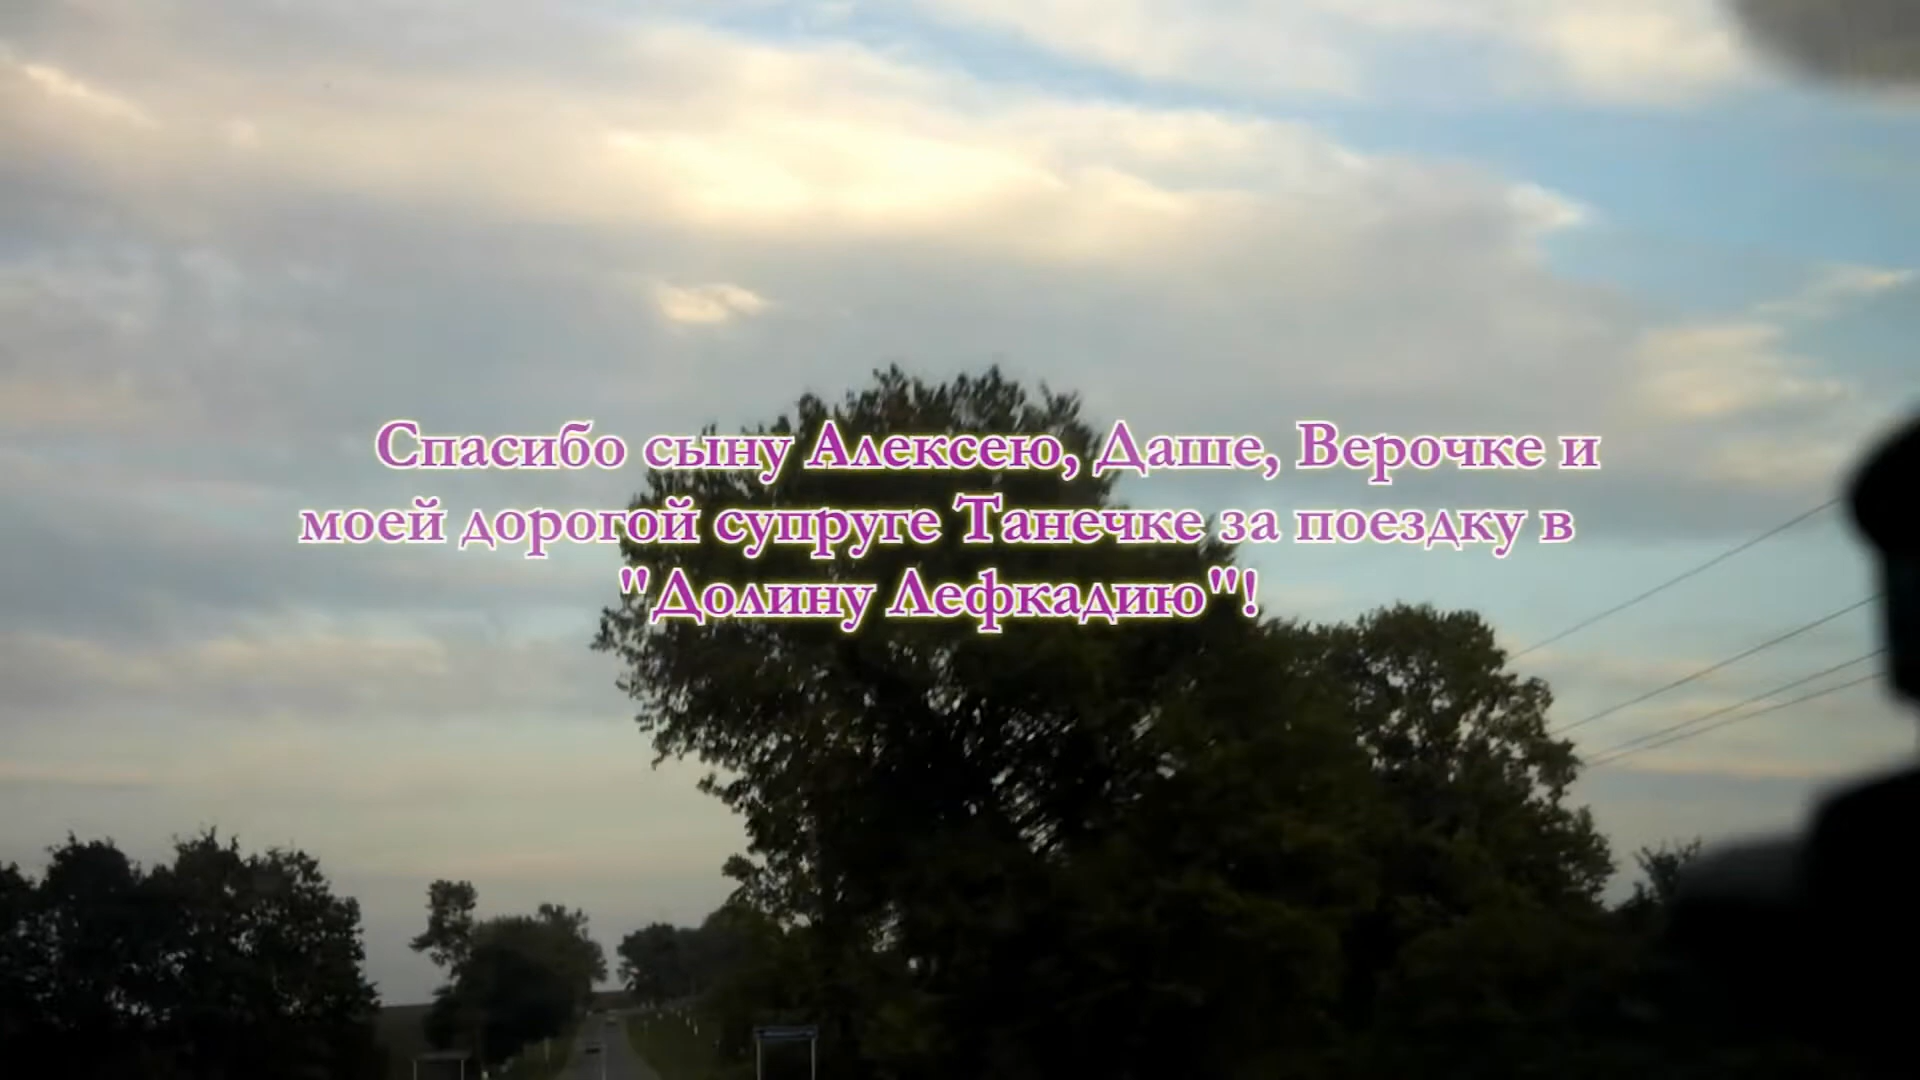 Спасибо сыну Алексею, Даше, Верочке и
моей дорогой супруге Танечке за поездку в
"Долину Лефкадию"!